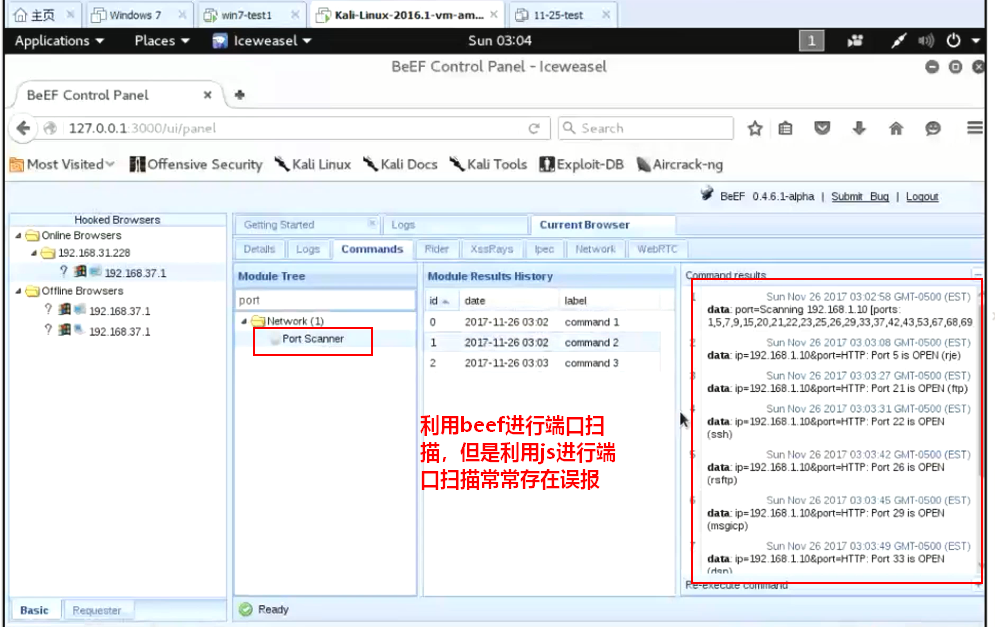 主页
Windows 7
win7-test1
Kali-Linux-2016.1-vm-am...
11-25-test
Applications
Places
Iceweasel
Sun 03:04
1
BeEF Control Panel - Iceweasel
BeEF Control Panel
127.0.0.1:3000/ui/panel
Search
Most Visited
Offensive Security
Kali Linux
Kali Docs
Kali Tools
Exploit-DB
Aircrack-ng
BeEF 0.4.6.1-alpha | Submit Bug | Logout
Hooked Browsers
Online Browsers
192.168.31.228
? 192.168.37.1
Offline Browsers
? 192.168.37.1
? 192.168.37.1
Basic
Requester
Getting Started
Logs
Current Browser
Details
Logs
Commands
Rider
XssRays
Ipec
Network
WebRTC
Module Tree
port
Network (1)
Port Scanner
Module Results History
id date label
0 2017-11-26 03:02 command 1
1 2017-11-26 03:02 command 2
2 2017-11-26 03:03 command 3
利用beef进行端口扫
描，但是利用js进行端
口扫描常常存在误报
Command results
1 Sun Nov 26 2017 03:02:58 GMT-0500 (EST)
data: port=Scanning 192.168.1.10 [ports:
1,5,7,9,15,20,21,22,23,25,26,29,33,37,42,43,53,67,68,69
2 Sun Nov 26 2017 03:03:08 GMT-0500 (EST)
data: ip=192.168.1.10&port=HTTP: Port 5 is OPEN (rje)
3 Sun Nov 26 2017 03:03:27 GMT-0500 (EST)
data: ip=192.168.1.10&port=HTTP: Port 21 is OPEN (ftp)
4 Sun Nov 26 2017 03:03:31 GMT-0500 (EST)
data: ip=192.168.1.10&port=HTTP: Port 22 is OPEN
(ssh)
5 Sun Nov 26 2017 03:03:42 GMT-0500 (EST)
data: ip=192.168.1.10&port=HTTP: Port 26 is OPEN
(rsftp)
6 Sun Nov 26 2017 03:03:45 GMT-0500 (EST)
data: ip=192.168.1.10&port=HTTP: Port 29 is OPEN
(msgicp)
7 Sun Nov 26 2017 03:03:49 GMT-0500 (EST)
data: ip=192.168.1.10&port=HTTP: Port 33 is OPEN
(dsp)
Re-execute command
Ready